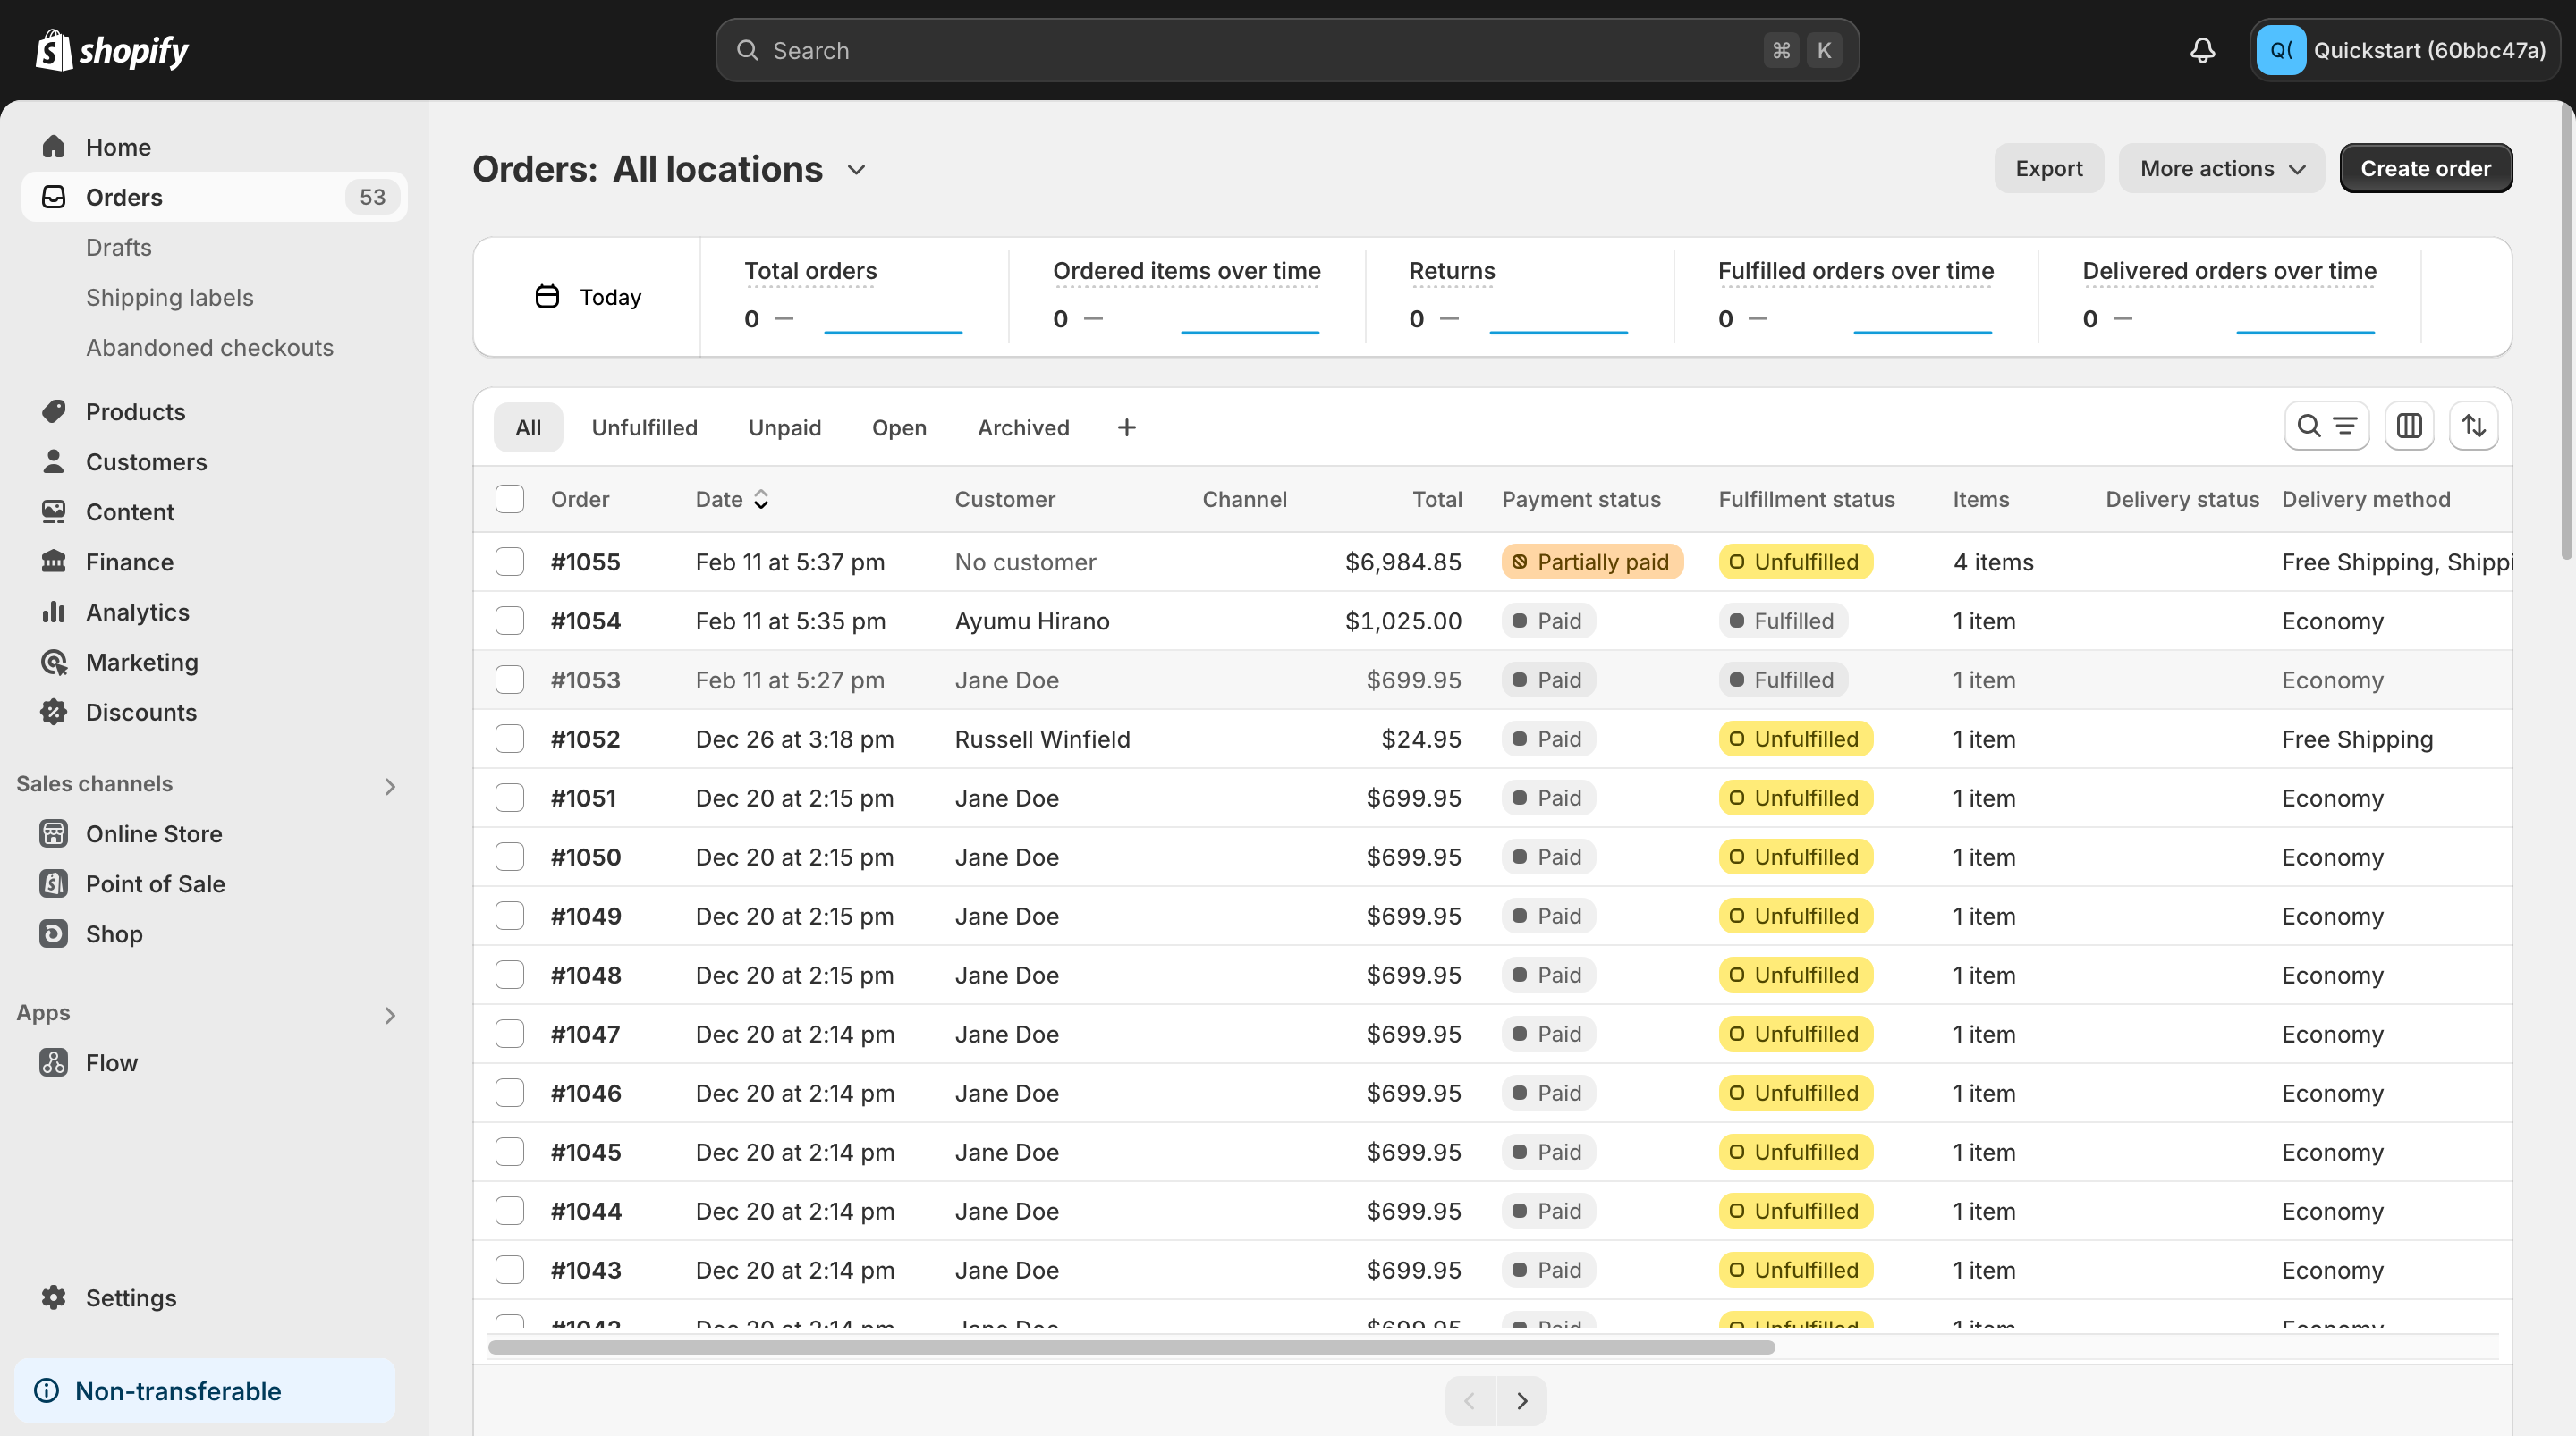 shopify
Search ⌘ K
Q( Quickstart (60bbc47a)
Home
Orders 53
Drafts
Shipping labels
Abandoned checkouts
Products
Customers
Content
Finance
Analytics
Marketing
Discounts
Sales channels
Online Store
Point of Sale
Shop
Apps
Flow
Settings
Non-transferable
Orders: All locations
Export More actions Create order
Today
Total orders
0 —
Ordered items over time
0 —
Returns
0 —
Fulfilled orders over time
0 —
Delivered orders over time
0 —
All Unfulfilled Unpaid Open Archived +
Order Date Customer Channel Total Payment status Fulfillment status Items Delivery status Delivery method
#1055 Feb 11 at 5:37 pm No customer $6,984.85 Partially paid Unfulfilled 4 items Free Shipping, Shippi
#1054 Feb 11 at 5:35 pm Ayumu Hirano $1,025.00 Paid Fulfilled 1 item Economy
#1053 Feb 11 at 5:27 pm Jane Doe $699.95 Paid Fulfilled 1 item Economy
#1052 Dec 26 at 3:18 pm Russell Winfield $24.95 Paid Unfulfilled 1 item Free Shipping
#1051 Dec 20 at 2:15 pm Jane Doe $699.95 Paid Unfulfilled 1 item Economy
#1050 Dec 20 at 2:15 pm Jane Doe $699.95 Paid Unfulfilled 1 item Economy
#1049 Dec 20 at 2:15 pm Jane Doe $699.95 Paid Unfulfilled 1 item Economy
#1048 Dec 20 at 2:15 pm Jane Doe $699.95 Paid Unfulfilled 1 item Economy
#1047 Dec 20 at 2:14 pm Jane Doe $699.95 Paid Unfulfilled 1 item Economy
#1046 Dec 20 at 2:14 pm Jane Doe $699.95 Paid Unfulfilled 1 item Economy
#1045 Dec 20 at 2:14 pm Jane Doe $699.95 Paid Unfulfilled 1 item Economy
#1044 Dec 20 at 2:14 pm Jane Doe $699.95 Paid Unfulfilled 1 item Economy
#1043 Dec 20 at 2:14 pm Jane Doe $699.95 Paid Unfulfilled 1 item Economy